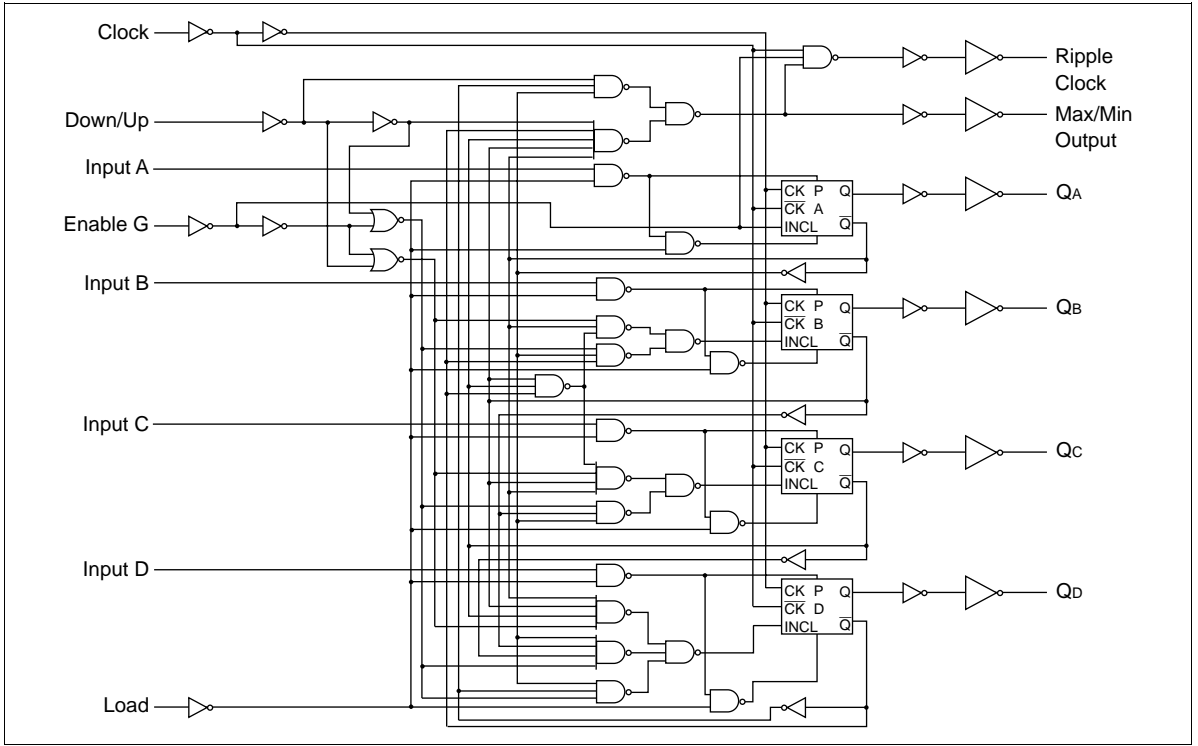 Clock
Ripple
Clock
Down/Up
Max/Min
Output
Input A
CK P Q
CK A
INCL Q
QA
Enable G
Input B
CK P Q
CK B
INCL Q
QB
Input C
CK P Q
CK C
INCL Q
QC
Input D
CK P Q
CK D
INCL Q
QD
Load